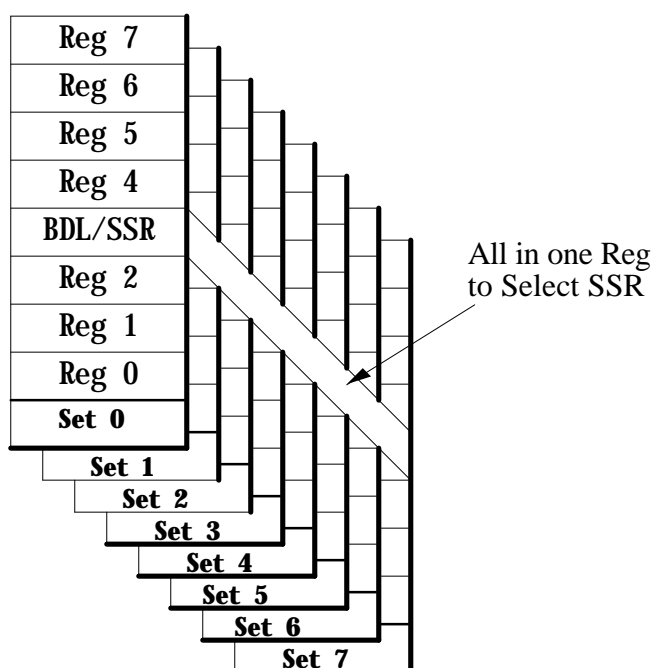 Reg 7
Reg 6
Reg 5
Reg 4
BDL/SSR
Reg 2
Reg 1
Reg 0
Set 0
Set 1
Set 2
Set 3
Set 4
Set 5
Set 6
Set 7
All in one Reg
to Select SSR